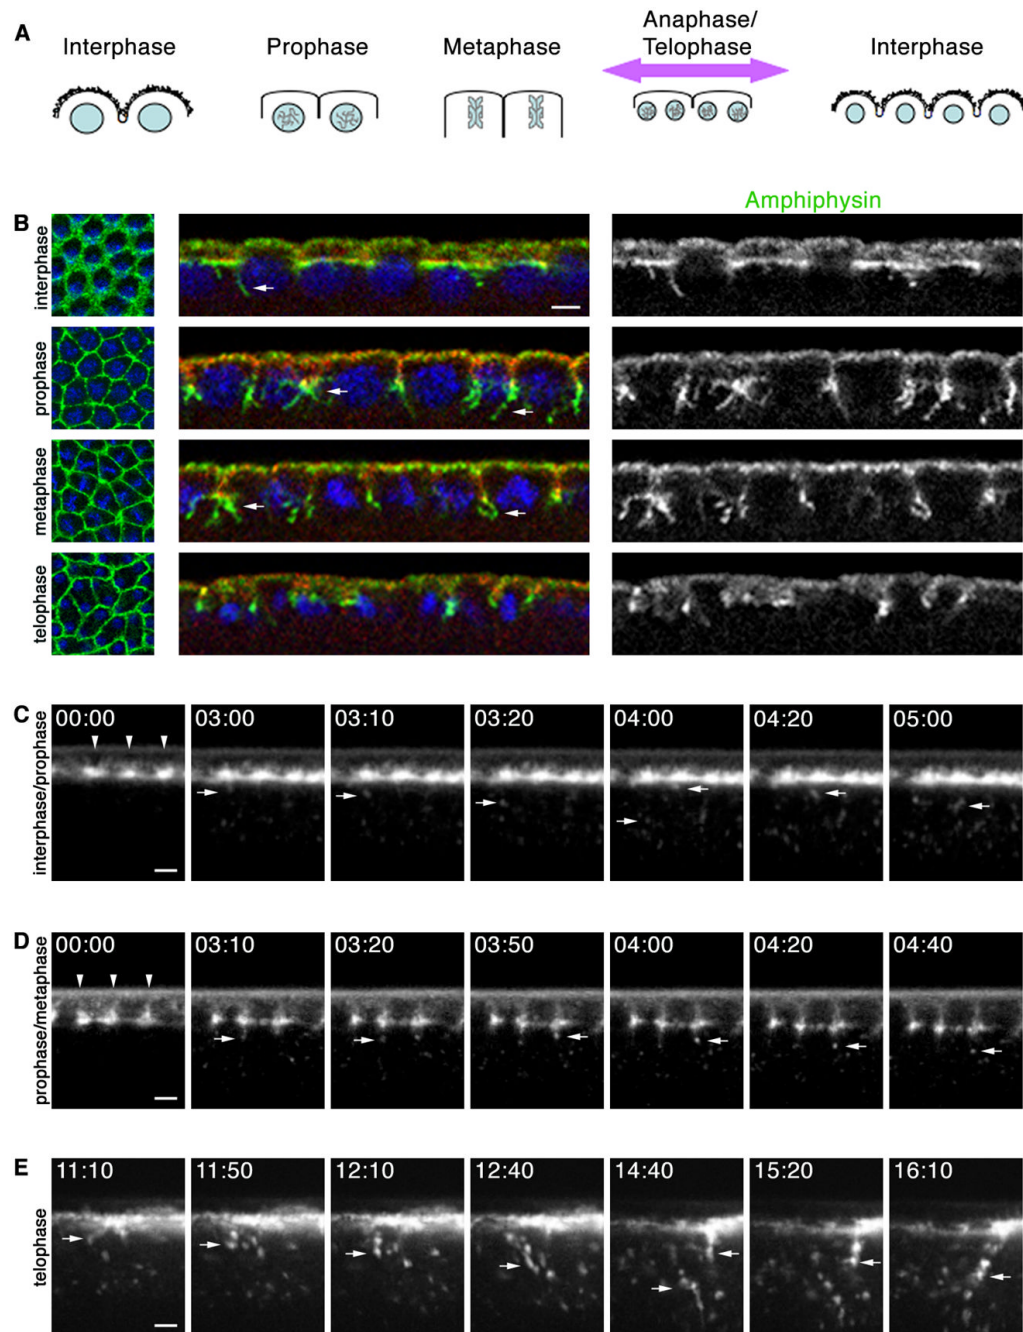 A
Interphase
Prophase
Metaphase
Anaphase/
Telophase
Interphase
Amphiphysin
B
interphase
prophase
metaphase
telophase
C
interphase/prophase
00:00
03:00
03:10
03:20
04:00
04:20
05:00
D
prophase/metaphase
00:00
03:10
03:20
03:50
04:00
04:20
04:40
E
telophase
11:10
11:50
12:10
12:40
14:40
15:20
16:10